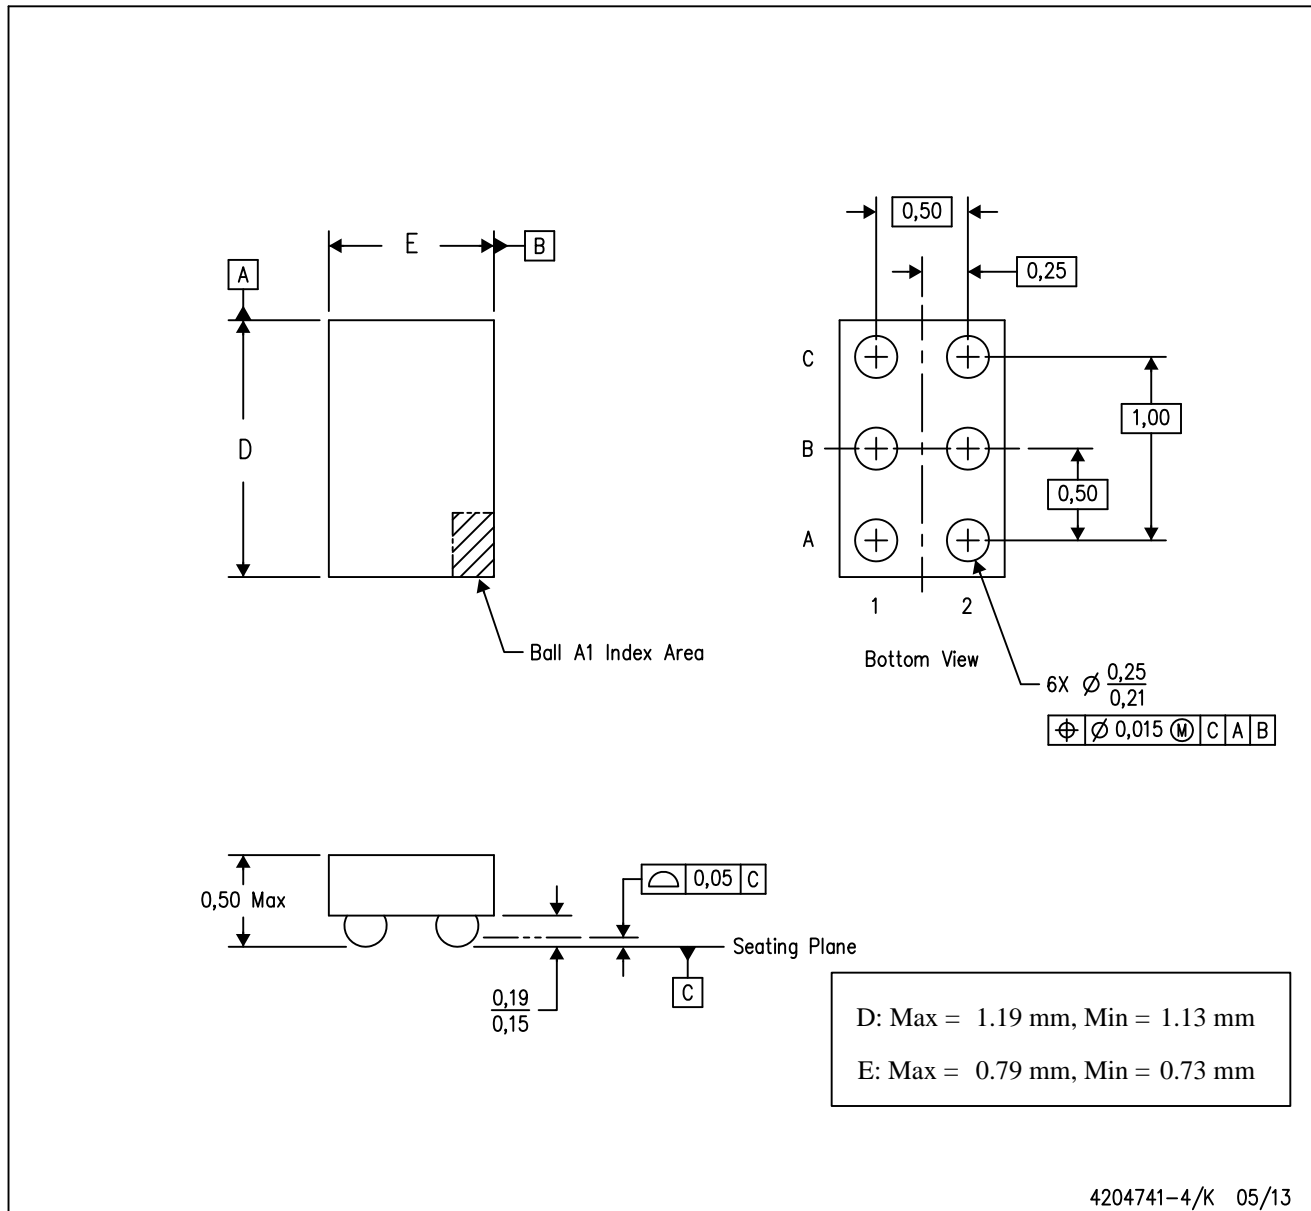 0,50
E
B
0,25
A
C
D
1,00
B
0,50
A
1 2
Ball A1 Index Area
Bottom View
6X Ø 0,25
0,21
⌖ Ø 0,015 Ⓜ C A B
0,50 Max
⌓ 0,05 C
Seating Plane
0,19
0,15
C
D: Max = 1.19 mm, Min = 1.13 mm
E: Max = 0.79 mm, Min = 0.73 mm
4204741-4/K 05/13